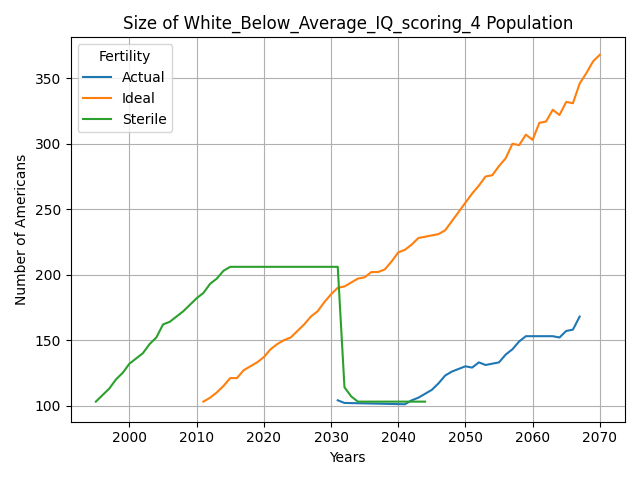 Size of White_Below_Average_IQ_scoring_4 Population
Fertility
Actual
Ideal
Sterile
Number of Americans
350
300
250
200
150
100
2000
2010
2020
2030
2040
2050
2060
2070
Years